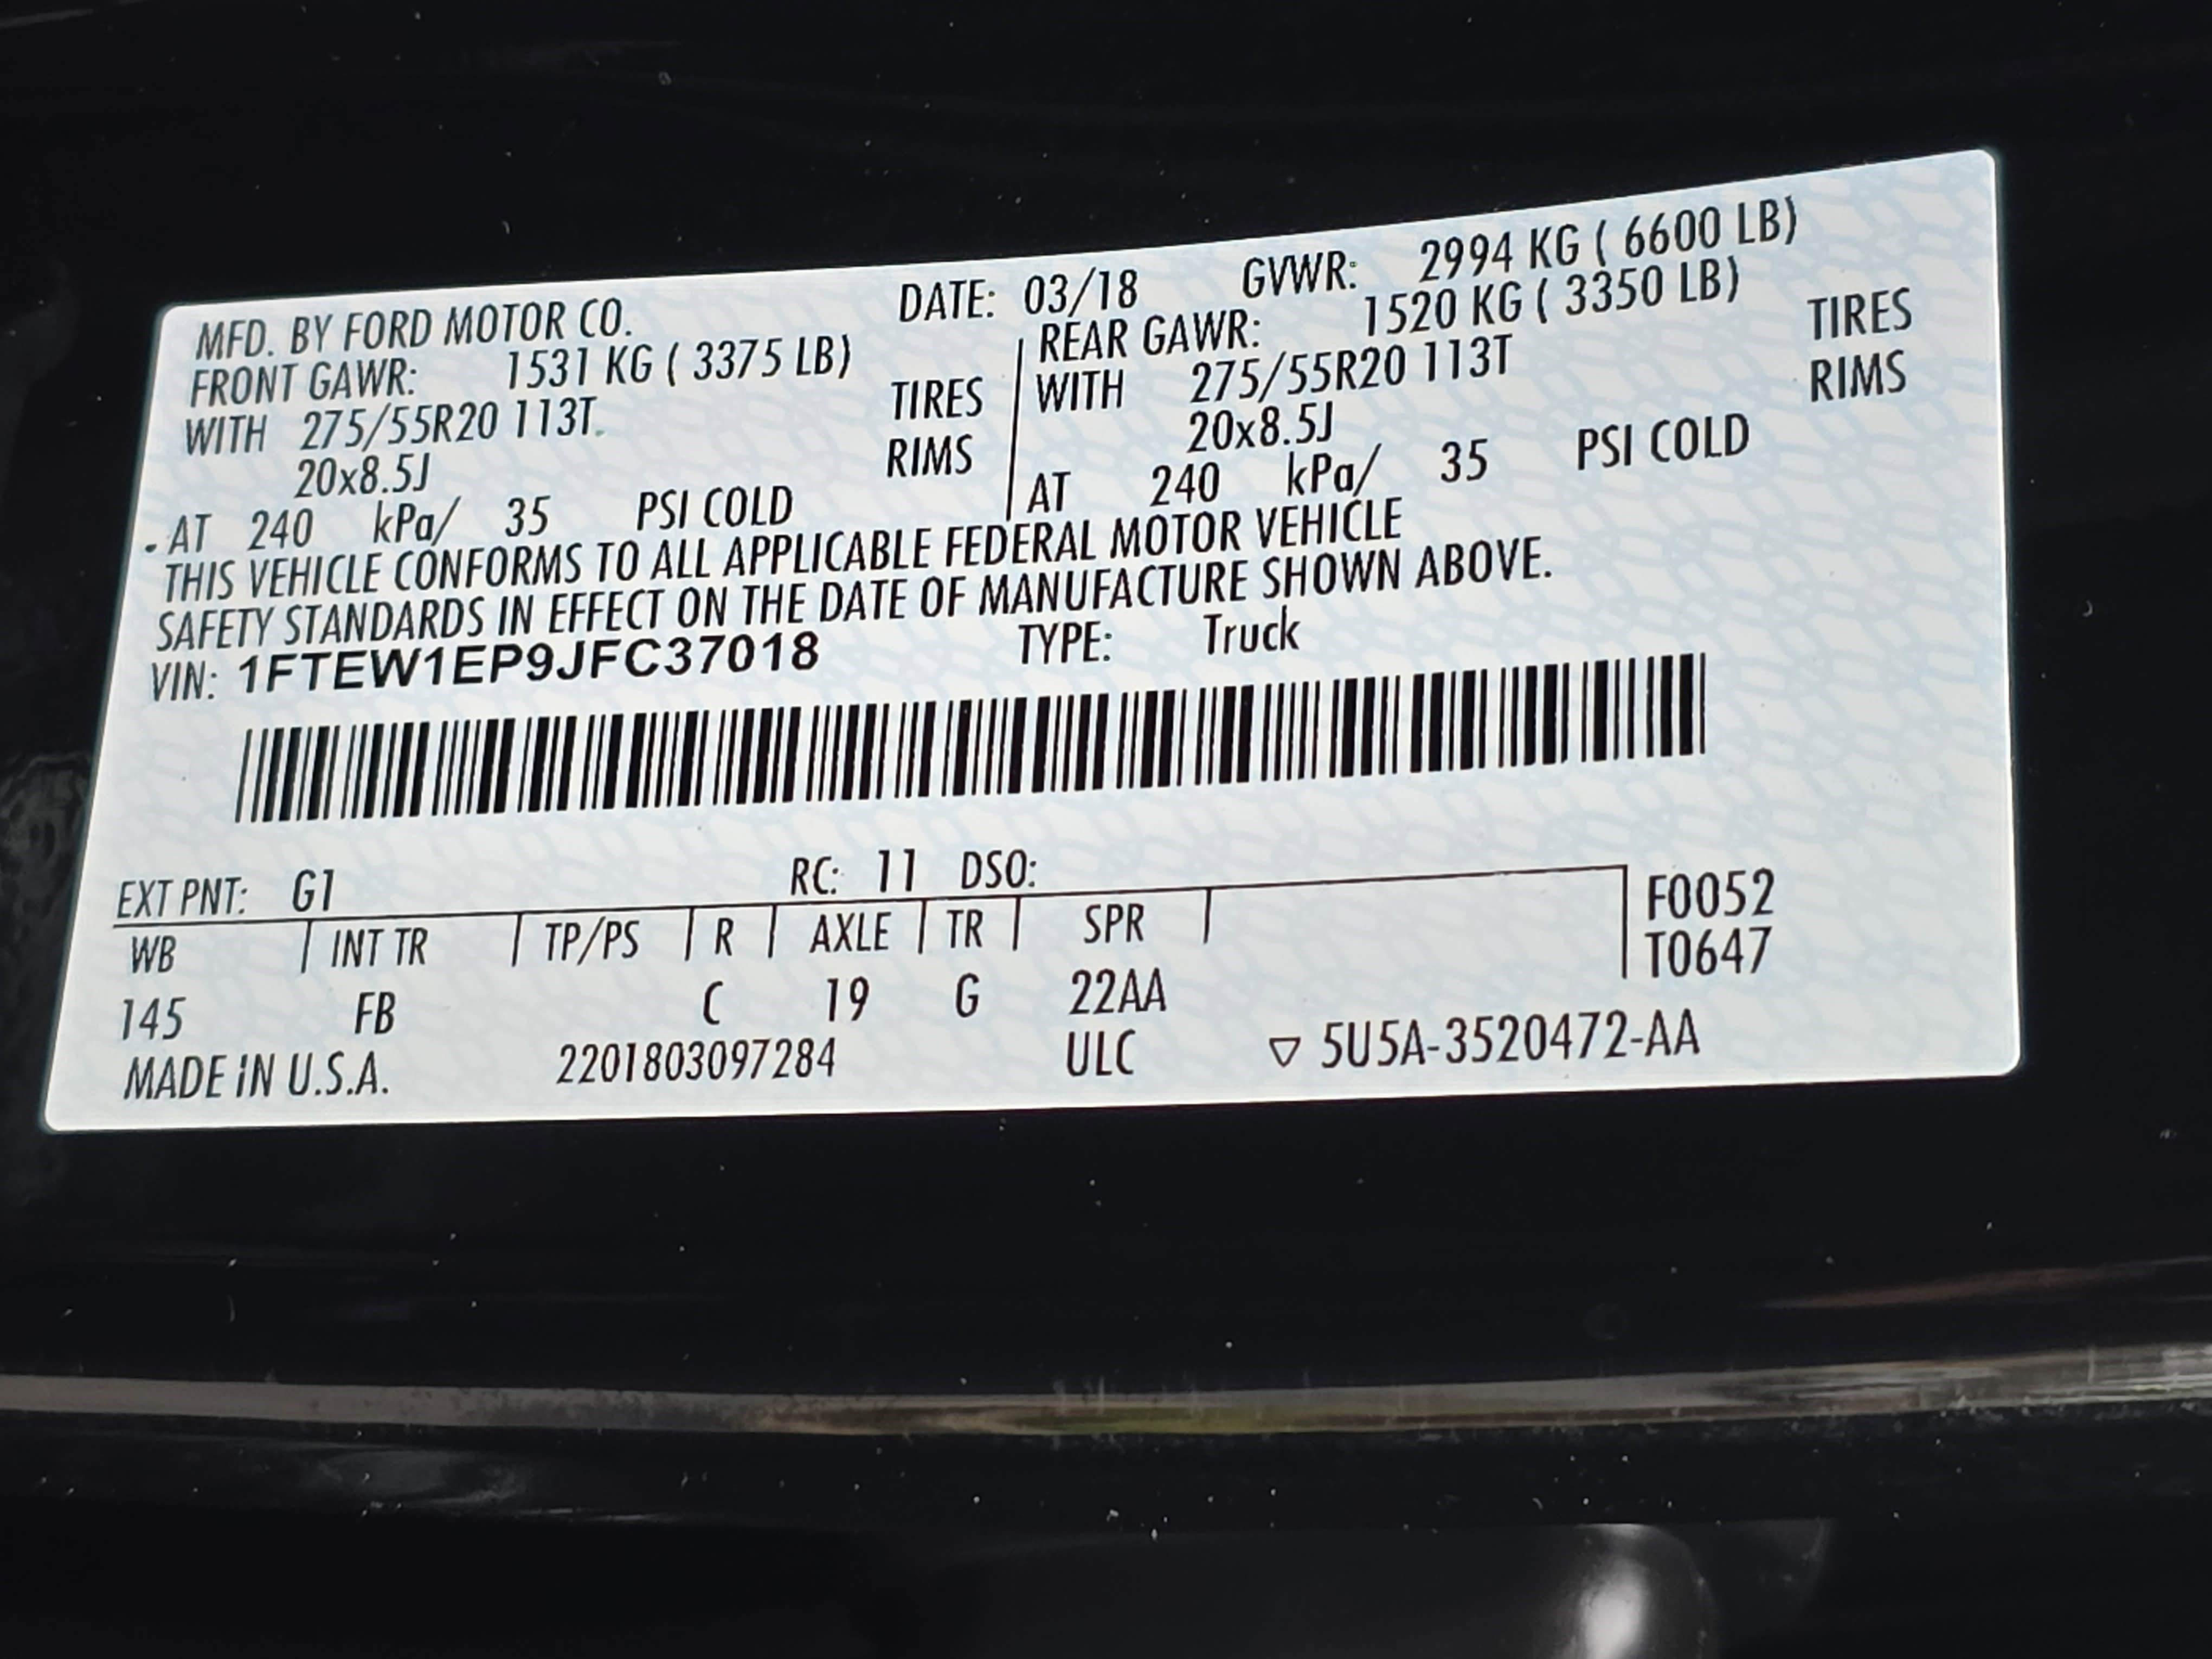 MFD. BY FORD MOTOR CO. DATE: 03/18 GVWR: 2994 KG ( 6600 LB)
FRONT GAWR: 1531 KG ( 3375 LB) REAR GAWR: 1520 KG ( 3350 LB)
WITH 275/55R20 113T TIRES WITH 275/55R20 113T TIRES
20x8.5J RIMS 20x8.5J RIMS
AT 240 kPa/ 35 PSI COLD AT 240 kPa/ 35 PSI COLD
THIS VEHICLE CONFORMS TO ALL APPLICABLE FEDERAL MOTOR VEHICLE
SAFETY STANDARDS IN EFFECT ON THE DATE OF MANUFACTURE SHOWN ABOVE.
VIN: 1FTEW1EP9JFC37018 TYPE: Truck
EXT PNT: G1 RC: 11 DSO:
WB INT TR TP/PS R AXLE TR SPR F0052
T0647
145 FB C 19 G 22AA
MADE IN U.S.A. 2201803097284 ULC ▽ 5U5A-3520472-AA